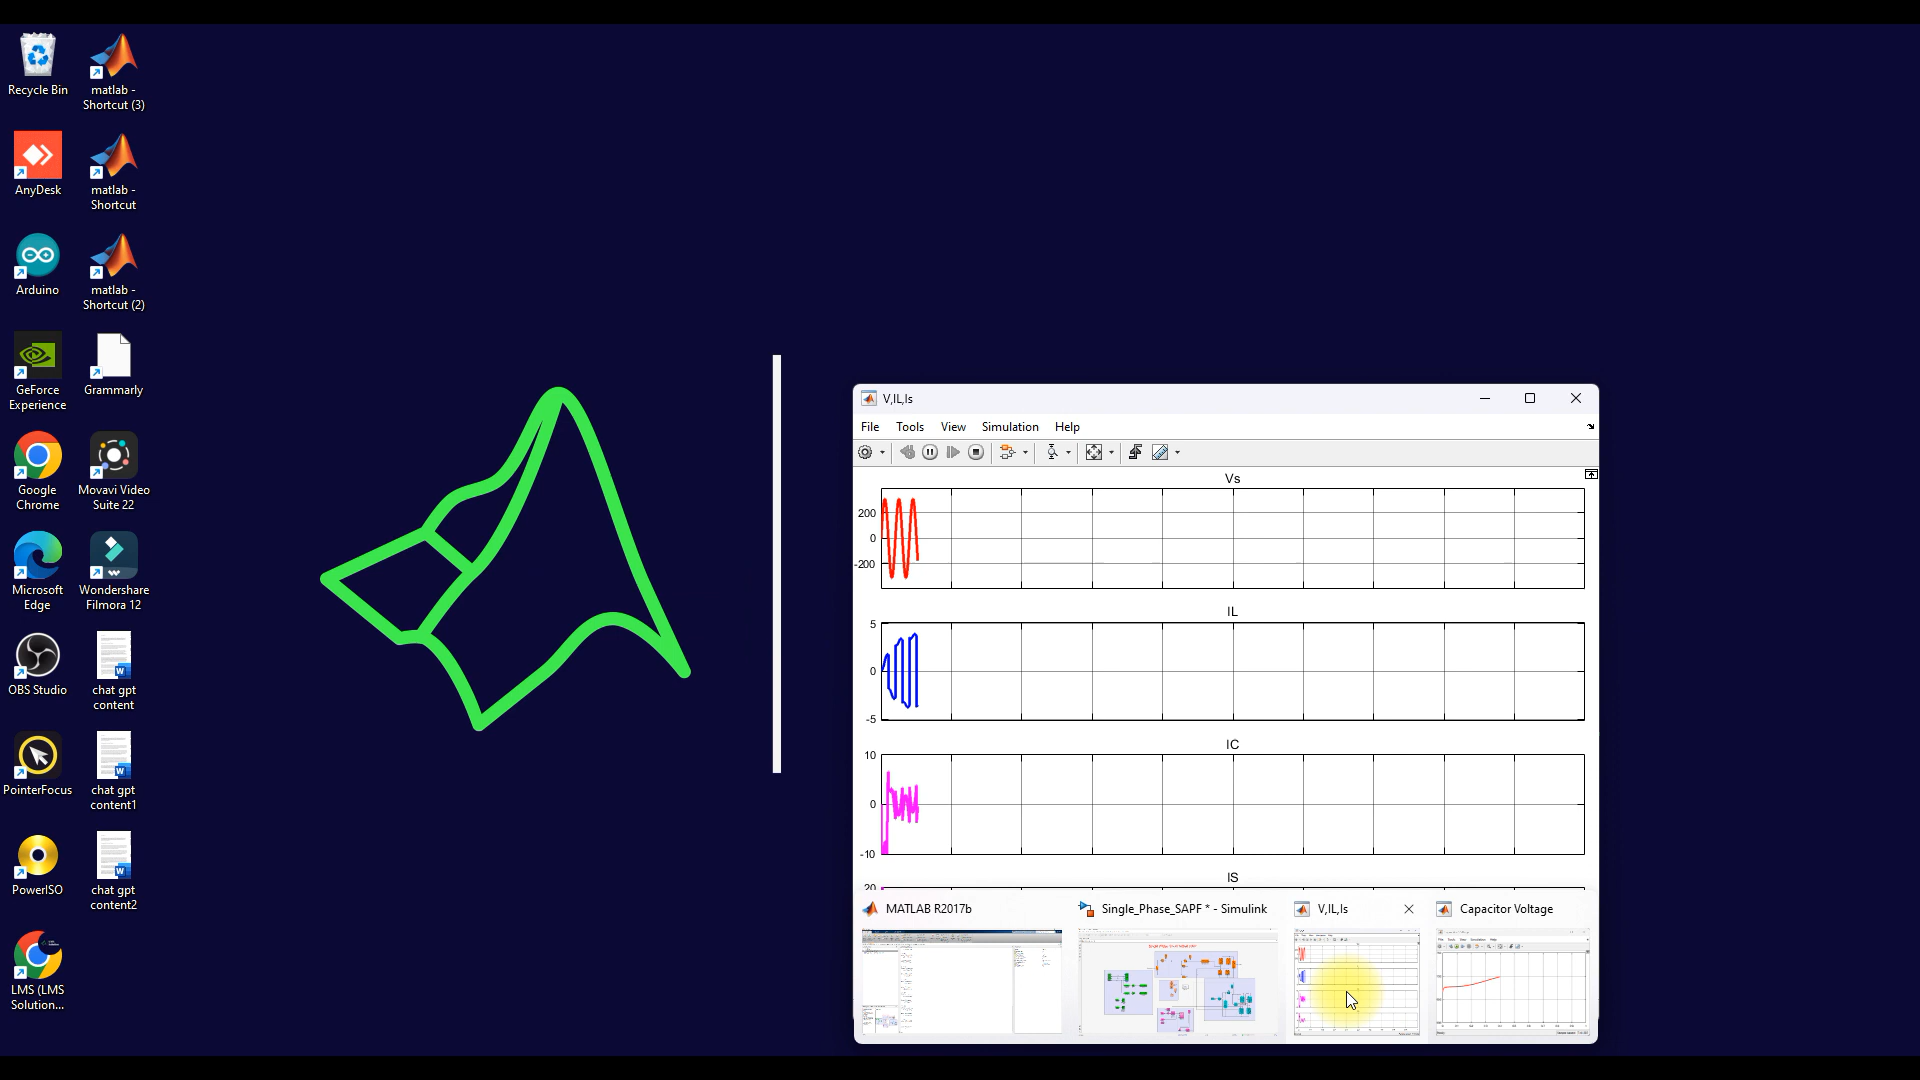 Recycle Bin
matlab -
Shortcut (3)
AnyDesk
matlab -
Shortcut
Arduino
matlab -
Shortcut (2)
GeForce
Experience
Grammarly
Google
Chrome
Movavi Video
Suite 22
Microsoft
Edge
Wondershare
Filmora 12
OBS Studio
chat gpt
content
PointerFocus
chat gpt
content1
PowerISO
chat gpt
content2
LMS (LMS
Solution...
V,IL,Is
File Tools View Simulation Help
Vs
200
0
-200
IL
5
0
-5
IC
10
0
-10
IS
20
MATLAB R2017b
Single_Phase_SAPF * - Simulink
V,IL,Is
Capacitor Voltage